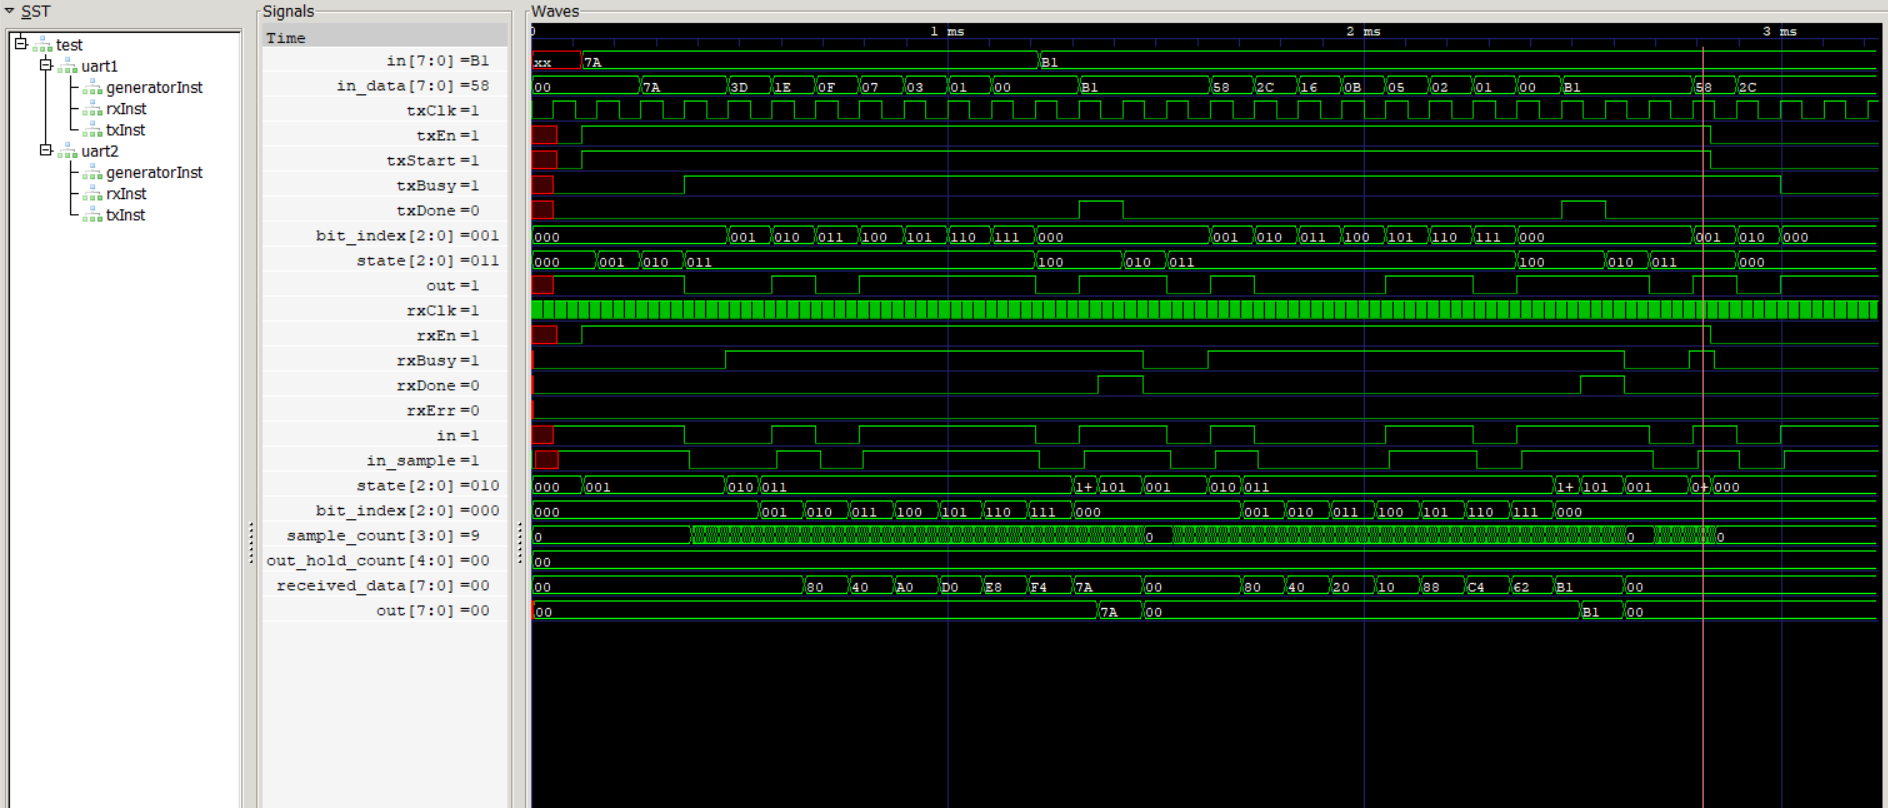 SST
Signals
Waves
test
uart1
generatorInst
rxInst
txInst
uart2
generatorInst
rxInst
txInst
Time
0 1 ms 2 ms 3 ms
in[7:0] =B1 xx 7A B1
in_data[7:0] =58 00 7A 3D 1E 0F 07 03 01 00 B1 58 2C 16 0B 05 02 01 00 B1 58 2C
txClk =1
txEn =1
txStart =1
txBusy =1
txDone =0
bit_index[2:0] =001 000 001 010 011 100 101 110 111 000 001 010 011 100 101 110 111 000 001 010 000
state[2:0] =011 000 001 010 011 100 010 011 100 010 011 000
out =1
rxClk =1
rxEn =1
rxBusy =1
rxDone =0
rxErr =0
in =1
in_sample =1
state[2:0] =010 000 001 010 011 1+ 101 001 010 011 1+ 101 001 0+ 000
bit_index[2:0] =000 000 001 010 011 100 101 110 111 000 001 010 011 100 101 110 111 000
sample_count[3:0] =9 0 0 0 0
out_hold_count[4:0] =00 00
received_data[7:0] =00 00 80 40 A0 D0 E8 F4 7A 00 80 40 20 10 88 C4 62 B1 00
out[7:0] =00 00 7A 00 B1 00